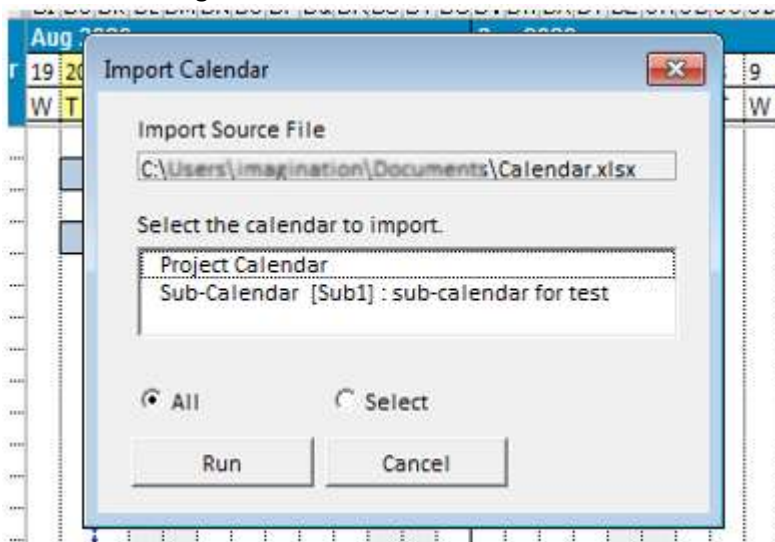 Aug
19 20
W T
9
W
Import Calendar
Import Source File
C:\Users\imagination\Documents\Calendar.xlsx
Select the calendar to import.
Project Calendar
Sub-Calendar [Sub1] : sub-calendar for test
All Select
Run Cancel